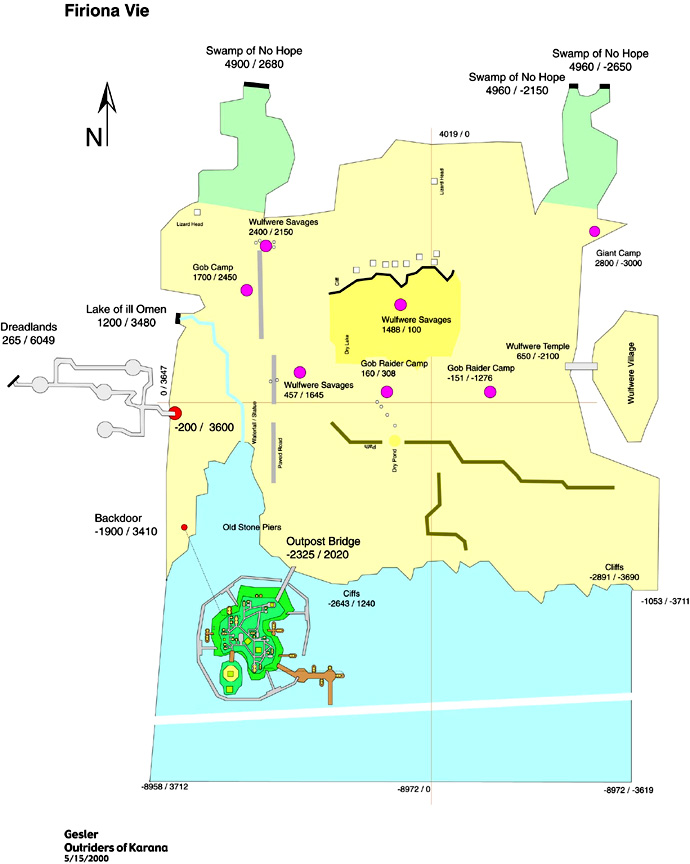 Firiona Vie
Swamp of No Hope
4900 / 2680
Swamp of No Hope
4960 / -2650
Swamp of No Hope
4960 / -2150
N
4019 / 0
Lizard Head
Lizard Head
Wulfwere Savages
2400 / 2150
Giant Camp
2800 / -3000
Gob Camp
1700 / 2450
Cliff
Lake of ill Omen
1200 / 3480
Wulfwere Savages
1488 / 100
Dry Lake
Dreadlands
265 / 6049
Wulfwere Temple
650 / -2100
Wulfwere Village
Gob Raider Camp
160 / 308
Gob Raider Camp
-151 / -1276
Wulfwere Savages
457 / 1645
0 / 3647
-200 / 3600
Waterfall / Statue
Paved Road
Path
Dry Pond
Backdoor
-1900 / 3410
Old Stone Piers
Outpost Bridge
-2325 / 2020
Cliffs
-2891 / -3690
Cliffs
-2643 / 1240
-1053 / -3711
-8958 / 3712
-8972 / 0
-8972 / -3619
Gesler
Outriders of Karana
5/15/2000